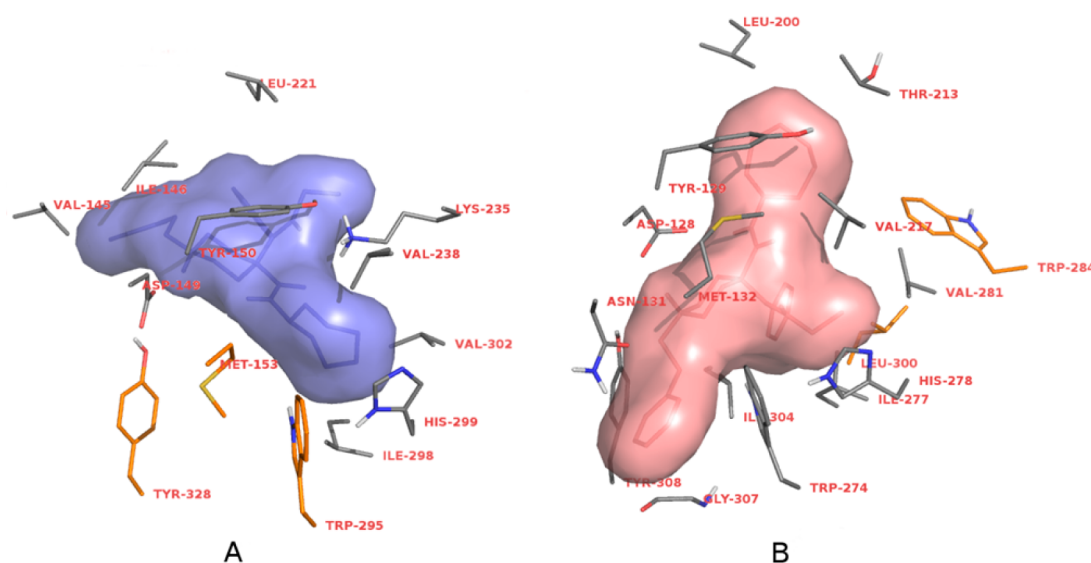 LEU-221
ILE-146
VAL-145
LYS-235
TYR-150
VAL-238
ASP-149
VAL-302
MET-153
HIS-299
ILE-298
TYR-328
TRP-295
A
LEU-200
THR-213
TYR-129
ASP-128
VAL-217
TRP-284
VAL-281
ASN-131
MET-132
LEU-300
HIS-278
ILE-277
ILE-304
TYR-308
GLY-307
TRP-274
B